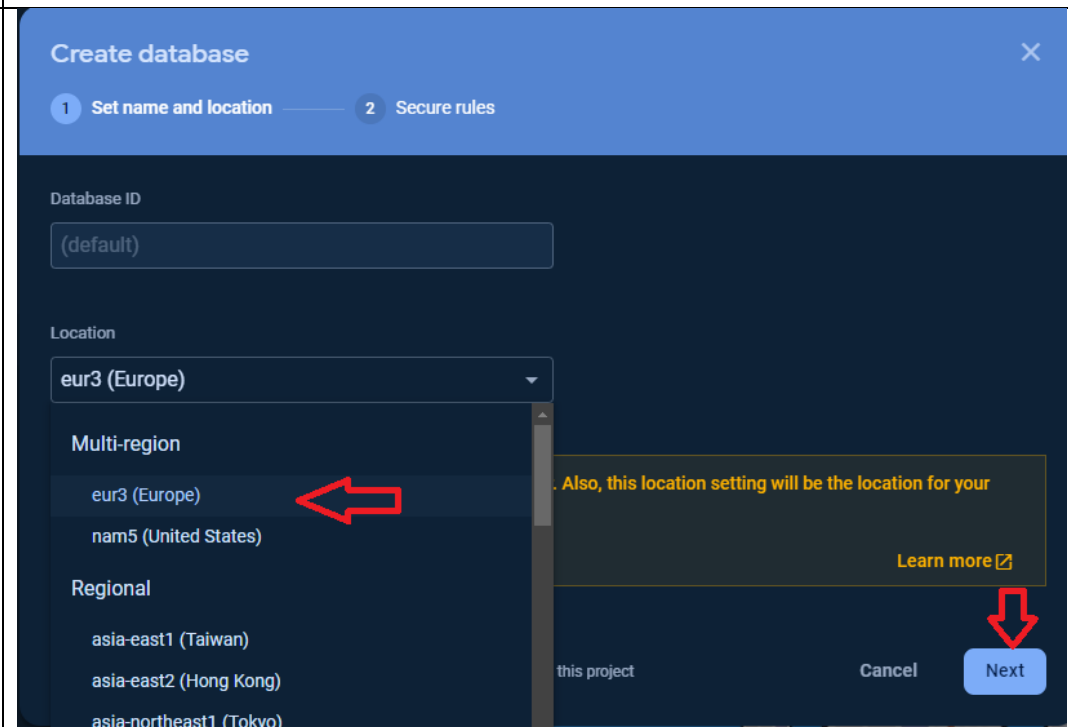 Create database
1 Set name and location 2 Secure rules
Database ID
(default)
Location
eur3 (Europe)
Multi-region
eur3 (Europe)
. Also, this location setting will be the location for your
nam5 (United States)
Learn more
Regional
asia-east1 (Taiwan)
this project
Cancel
Next
asia-east2 (Hong Kong)
asia-northeast1 (Tokyo)